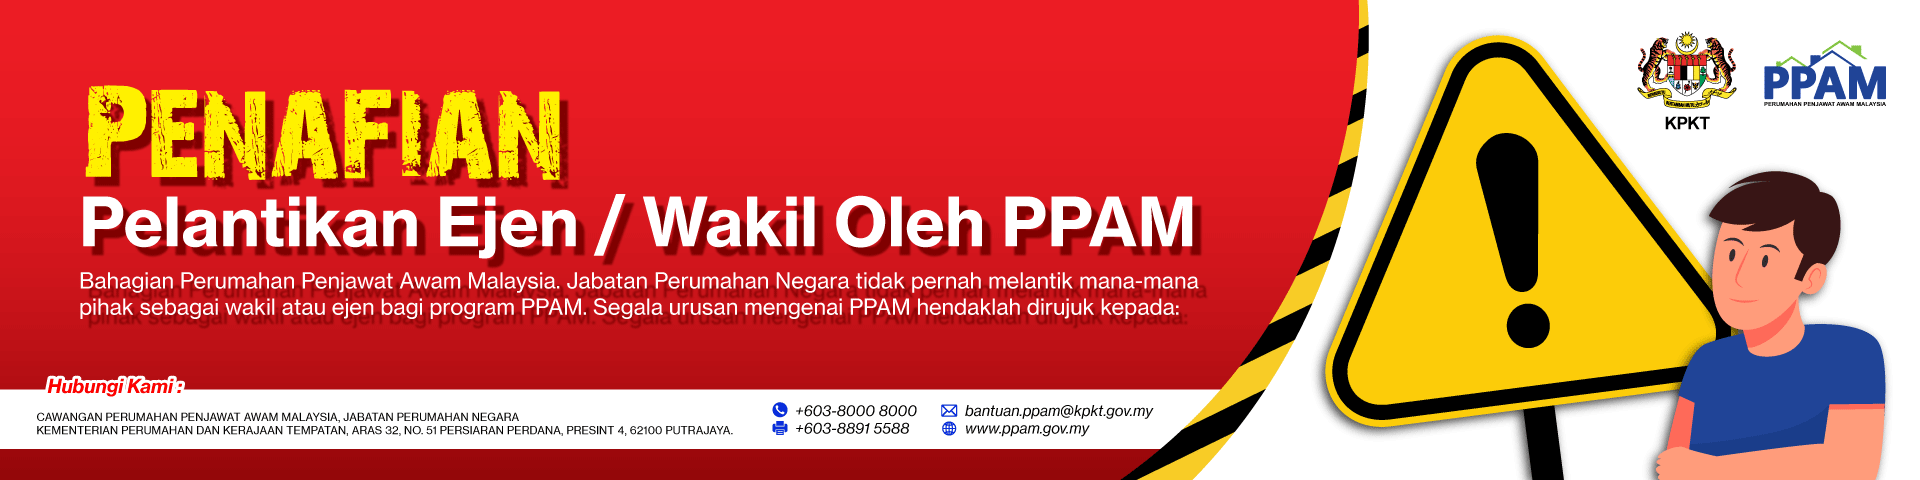 PENAFIAN
Pelantikan Ejen / Wakil Oleh PPAM
Bahagian Perumahan Penjawat Awam Malaysia. Jabatan Perumahan Negara tidak pernah melantik mana-mana
pihak sebagai wakil atau ejen bagi program PPAM. Segala urusan mengenai PPAM hendaklah dirujuk kepada:
Hubungi Kami :
CAWANGAN PERUMAHAN PENJAWAT AWAM MALAYSIA, JABATAN PERUMAHAN NEGARA
KEMENTERIAN PERUMAHAN DAN KERAJAAN TEMPATAN, ARAS 32, NO. 51 PERSIARAN PERDANA, PRESINT 4, 62100 PUTRAJAYA.
+603-8000 8000
+603-8891 5588
bantuan.ppam@kpkt.gov.my
www.ppam.gov.my
KPKT
PPAM
PERUMAHAN PENJAWAT AWAM MALAYSIA